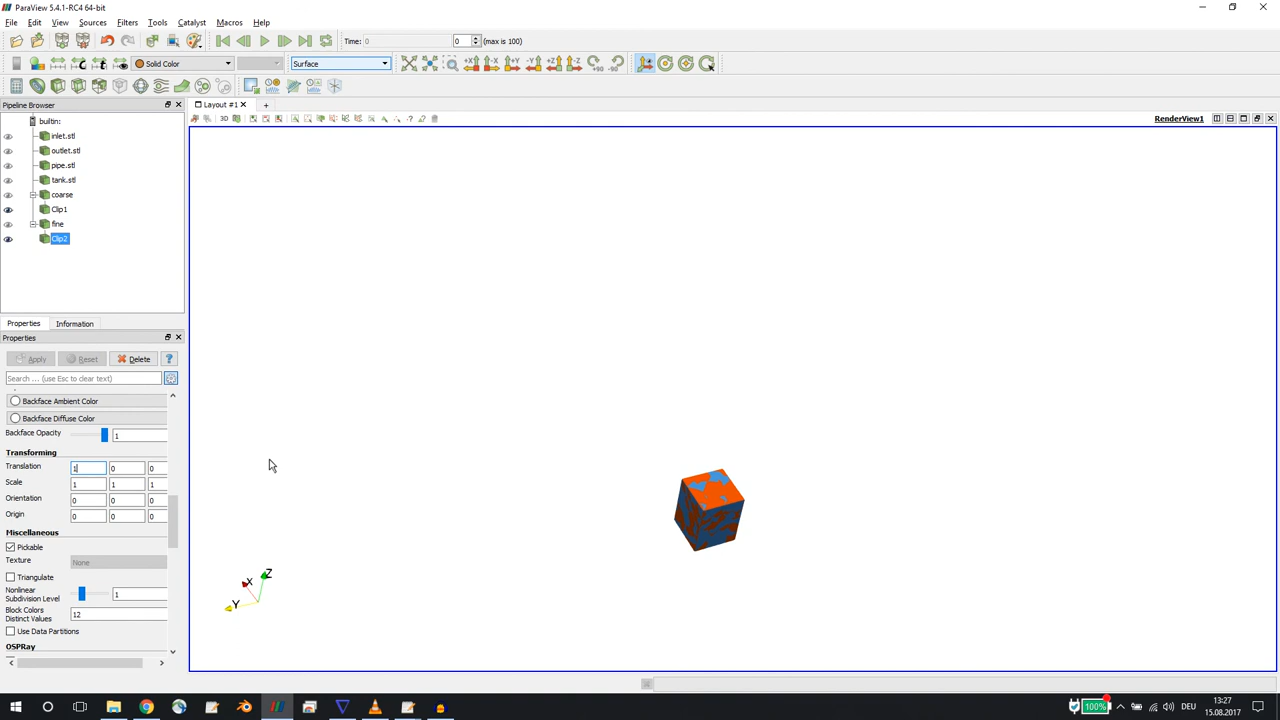 ParaView 5.4.1-RC4 64-bit
File Edit View Sources Filters Tools Catalyst Macros Help
Time: 0 0 (max is 100)
Solid Color Surface +X -X +Y -Y +Z -Z +90 -90
Pipeline Browser
Layout #1
3D RenderView1
builtin:
inlet.stl
outlet.stl
pipe.stl
tank.stl
coarse
Clip1
fine
Clip2
Properties Information
Properties
Apply Reset Delete ?
Search ... (use Esc to clear text)
Backface Ambient Color
Backface Diffuse Color
Backface Opacity 1
Transforming
Translation 1 0 0
Scale 1 1 1
Orientation 0 0 0
Origin 0 0 0
Miscellaneous
Pickable
Texture None
Triangulate
Nonlinear
Subdivision Level 1
Block Colors
Distinct Values 12
Use Data Partitions
OSPRay
X Z
Y
100% DEU 13:27
15.08.2017